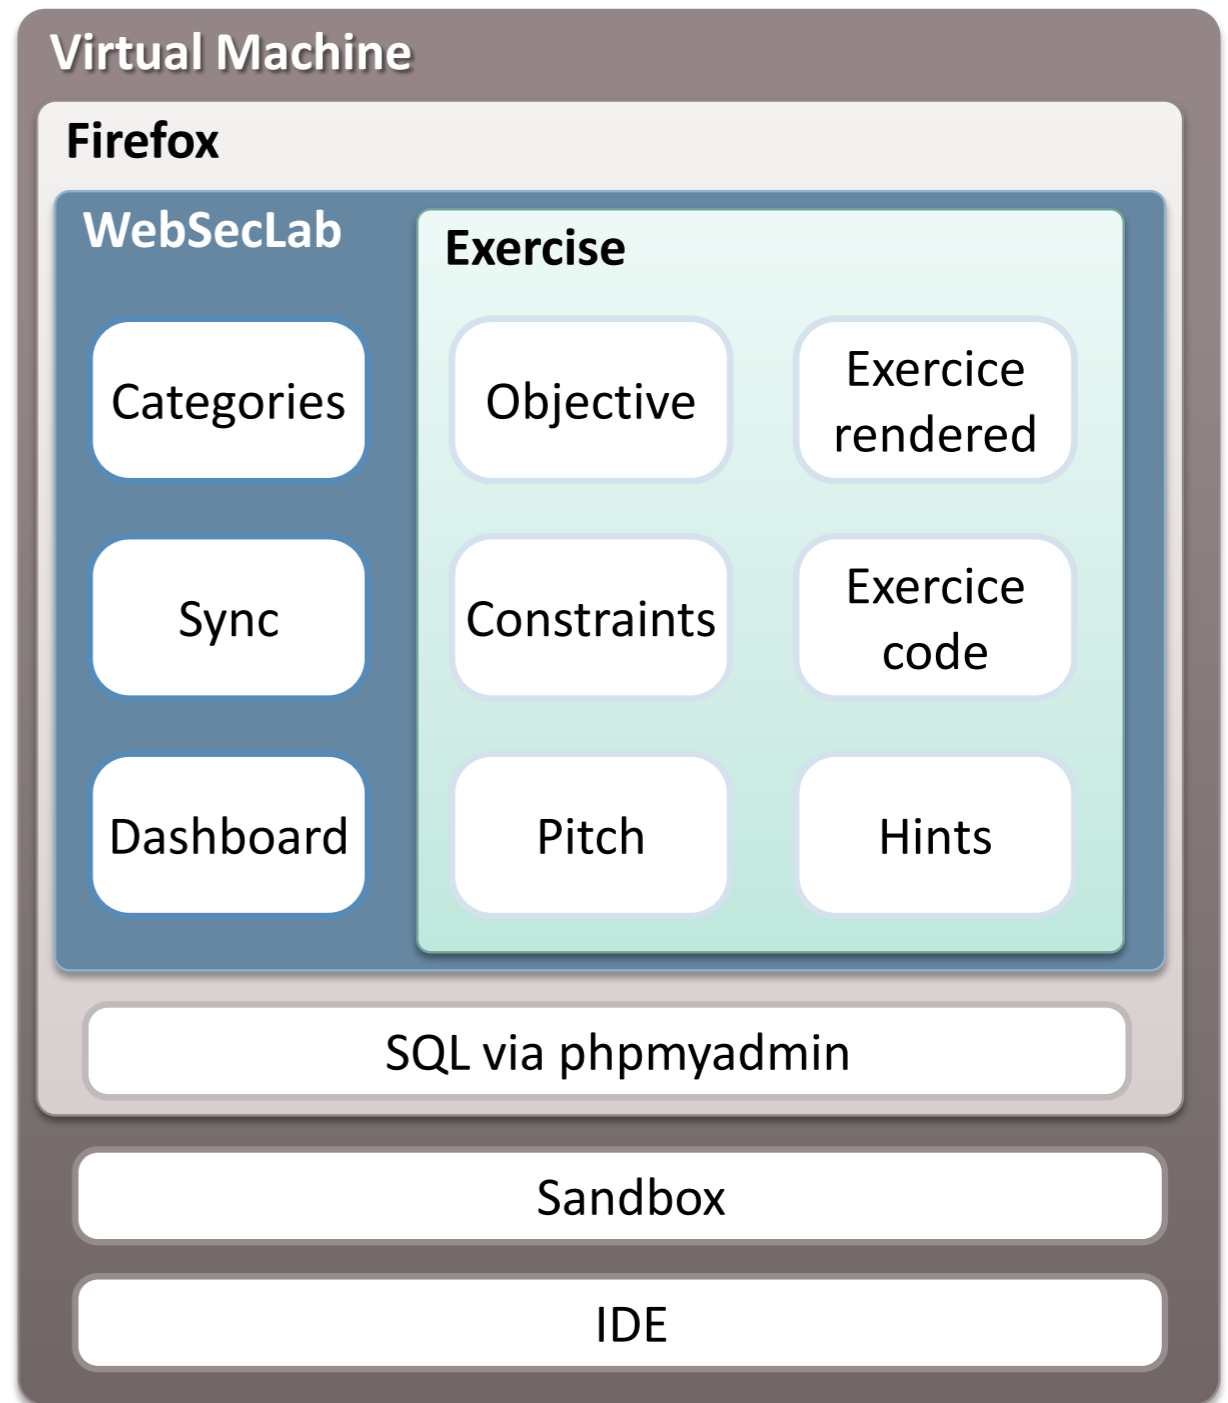 Virtual Machine
Firefox
WebSecLab
Exercise
Categories
Objective
Exercice
rendered
Sync
Constraints
Exercice
code
Dashboard
Pitch
Hints
SQL via phpmyadmin
Sandbox
IDE